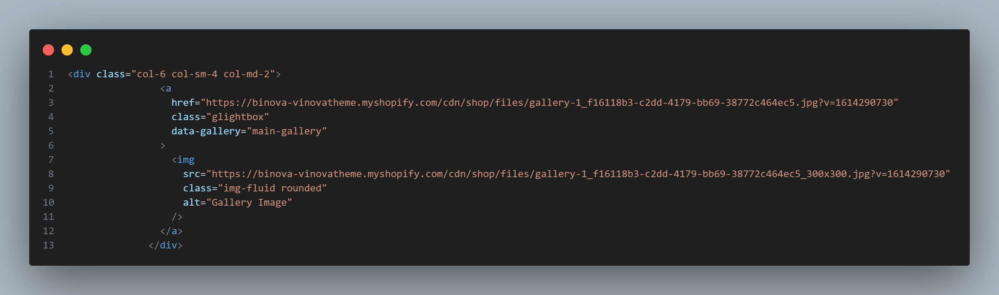 1 <div class="col-6 col-sm-4 col-md-2">
2 <a
3 href="https://binova-vinovatheme.myshopify.com/cdn/shop/files/gallery-1_f16118b3-c2dd-4179-bb69-38772c464ec5.jpg?v=1614290730"
4 class="glightbox"
5 data-gallery="main-gallery"
6 >
7 <img
8 src="https://binova-vinovatheme.myshopify.com/cdn/shop/files/gallery-1_f16118b3-c2dd-4179-bb69-38772c464ec5_300x300.jpg?v=1614290730"
9 class="img-fluid rounded"
10 alt="Gallery Image"
11 />
12 </a>
13 </div>